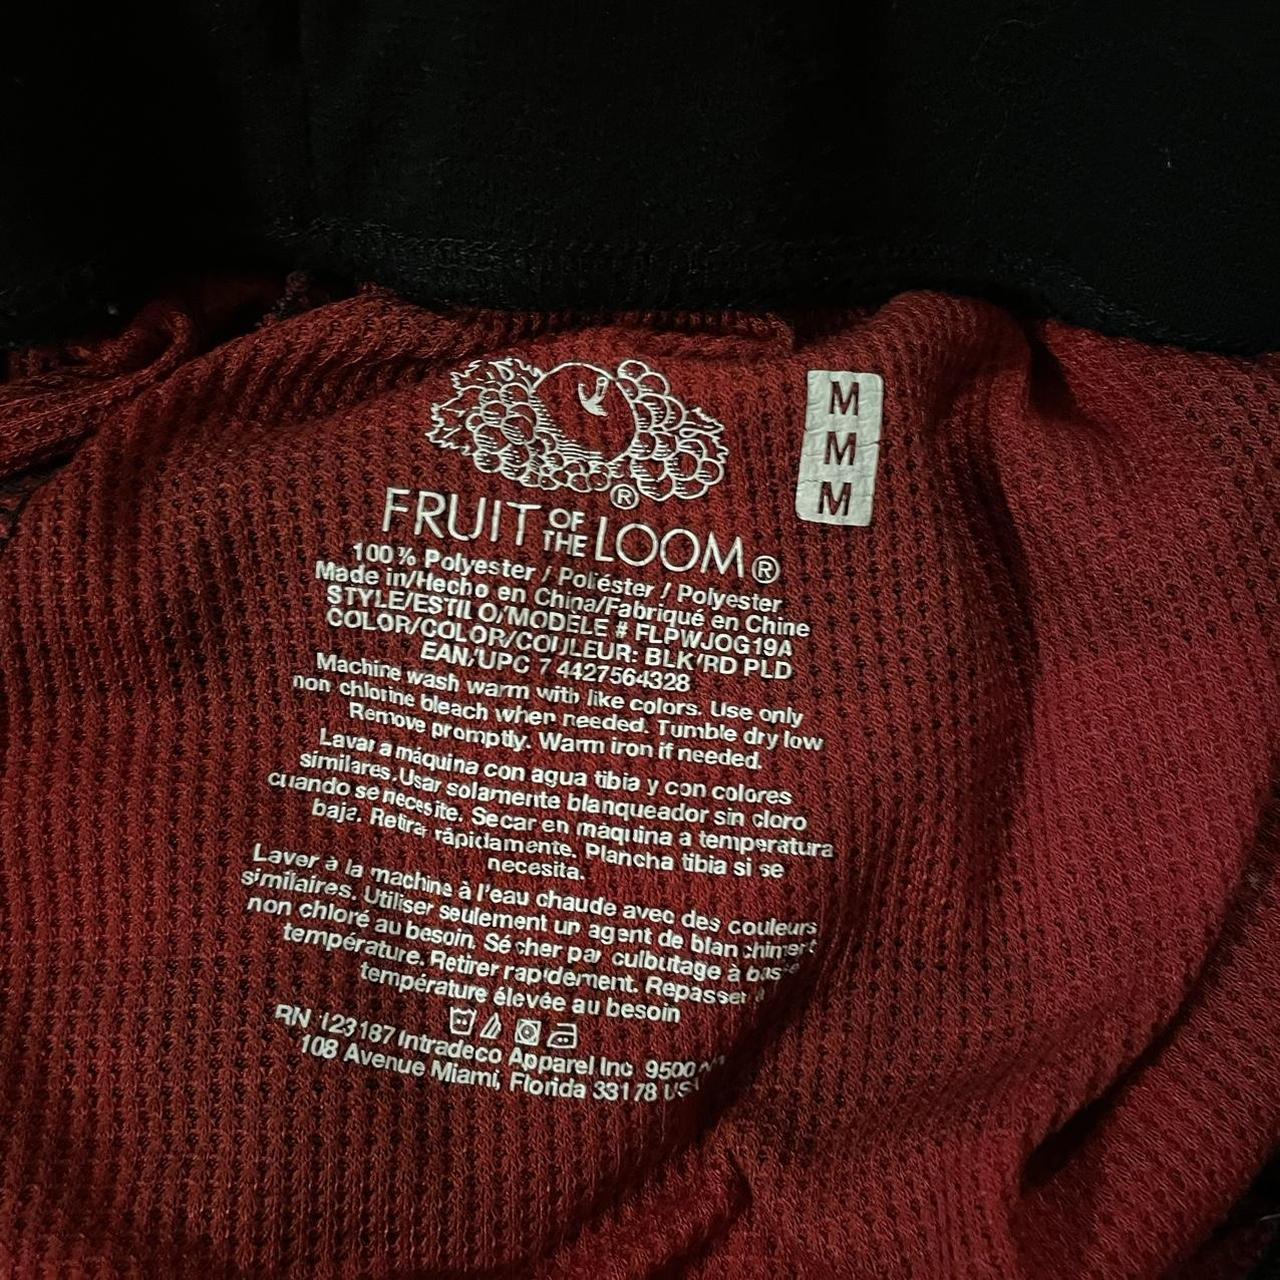 M
M
M
FRUIT OF THE LOOM®
100% Polyester / Poliéster / Polyester
Made in/Hecho en China/Fabriqué en Chine
STYLE/ESTILO/MODÈLE # FLPWJOG19A
COLOR/COLOR/COULEUR: BLK/RD PLD
EAN/UPC 7 4427564328
Machine wash warm with like colors. Use only
non chlorine bleach when needed. Tumble dry low
Remove promptly. Warm iron if needed.
Lavar a máquina con agua tibia y con colores
similares. Usar solamente blanqueador sin cloro
cuando se necesite. Secar en maquina a temperatura
baja. Retirar rápidamente. Plancha tibia si se
necesita.
Laver à la machine à l'eau chaude avec des couleurs
similaires. Utiliser seulement un agent de blanchiment
non chloré au besoin. Sécher par culbutage à basse
température. Retirer rapidement. Repasser à
température élevée au besoin
RN 123187 Intradeco Apparel Inc 9500
108 Avenue Miami, Florida 33178